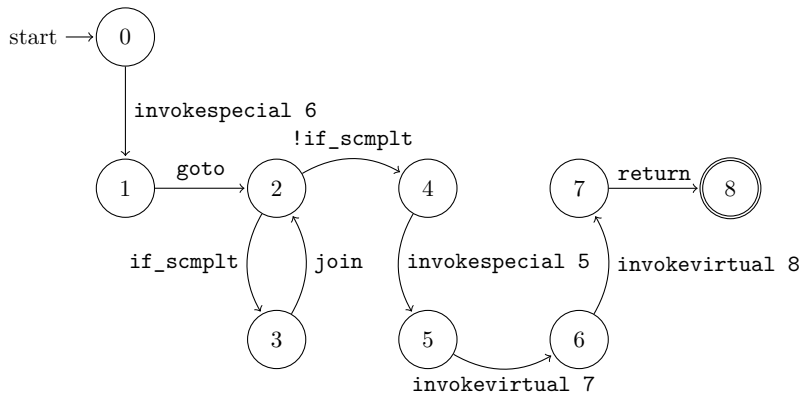 start
0
invokespecial 6
!if_scmplt
1
goto
2
4
7
return
8
if_scmplt
join
invokespecial 5
invokevirtual 8
3
5
6
invokevirtual 7